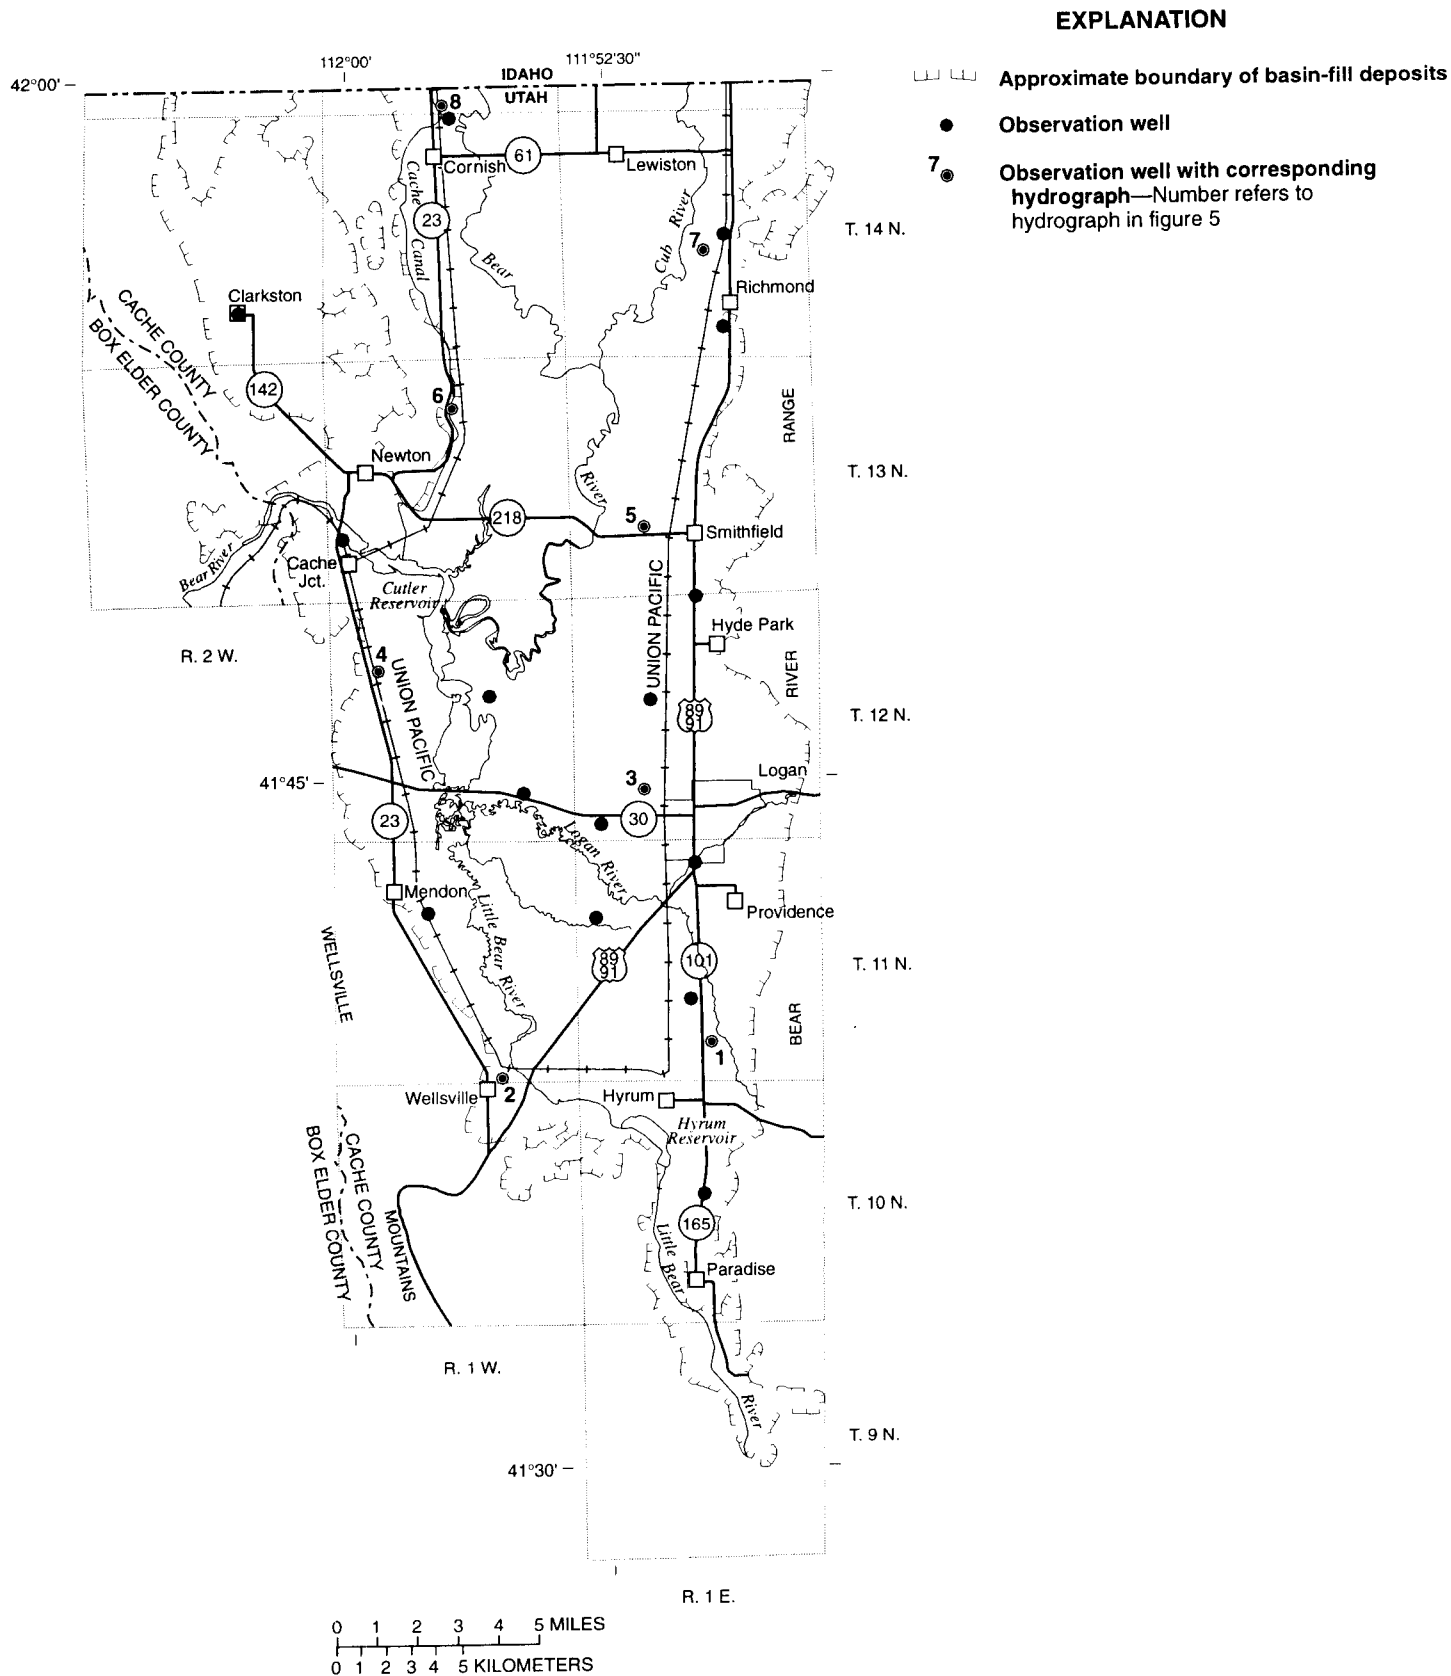 EXPLANATION
Approximate boundary of basin-fill deposits
Observation well
7
Observation well with corresponding
hydrograph—Number refers to
hydrograph in figure 5
112°00'
111°52'30"
42°00'
IDAHO
UTAH
8
Cornish
61
Lewiston
Cache
Canal
23
Cub River
7
T. 14 N.
Bear
Richmond
Clarkston
CACHE COUNTY
BOX ELDER COUNTY
142
6
RANGE
Newton
T. 13 N.
River
218
5
Smithfield
Bear River
Cache
Jct.
Cutler
Reservoir
UNION PACIFIC
Hyde Park
R. 2 W.
4
UNION PACIFIC
RIVER
89
91
T. 12 N.
41°45'
3
Logan
23
30
Logan River
Mendon
Little Bear River
Providence
WELLSVILLE
89
91
101
T. 11 N.
BEAR
1
Wellsville
2
Hyrum
Hyrum
Reservoir
CACHE COUNTY
BOX ELDER COUNTY
MOUNTAINS
T. 10 N.
165
Little Bear
Paradise
R. 1 W.
River
T. 9 N.
41°30'
R. 1 E.
0 1 2 3 4 5 MILES
0 1 2 3 4 5 KILOMETERS